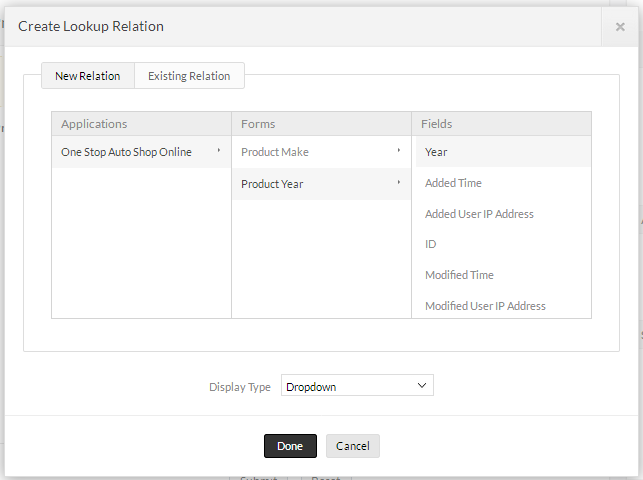 Create Lookup Relation
New Relation Existing Relation
Applications Forms Fields
One Stop Auto Shop Online Product Make Year
Product Year Added Time
Added User IP Address
ID
Modified Time
Modified User IP Address
Display Type Dropdown
Done Cancel